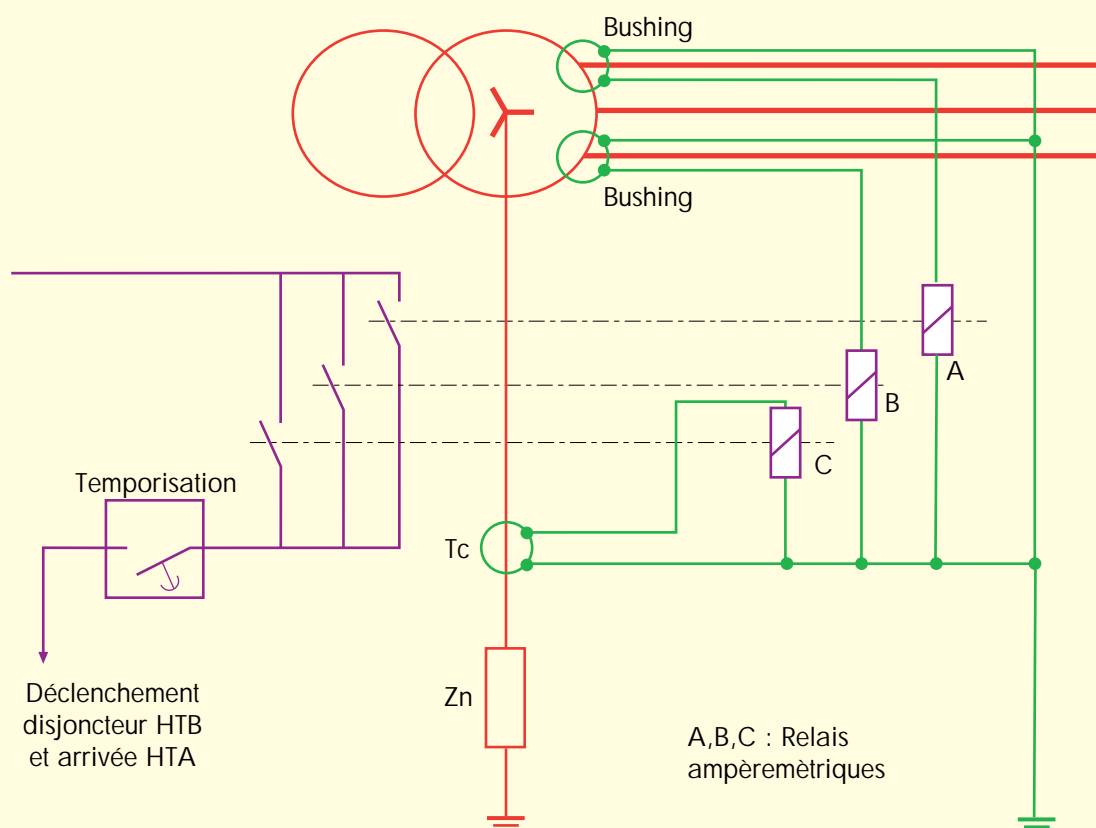 Bushing
Bushing
A
B
C
Temporisation
Tc
Déclenchement
disjoncteur HTB
et arrivée HTA
Zn
A,B,C : Relais
ampèremètriques